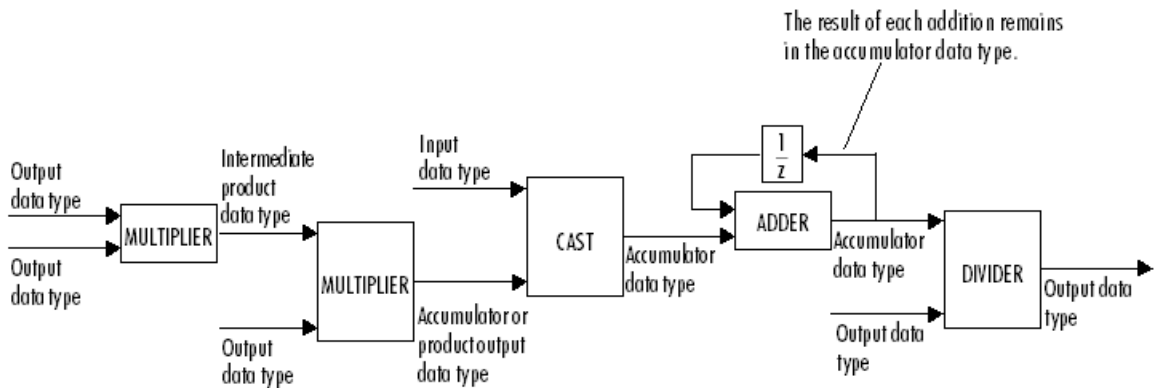 The result of each addition remains
in the accumulator data type.
Output
data type
Output
data type
MULTIPLIER
Intermediate
product
data type
Output
data type
MULTIPLIER
Accumulator or
product output
data type
Input
data type
CAST
Accumulator
data type
1
z
ADDER
Accumulator
data type
Output data
type
DIVIDER
Output data
type